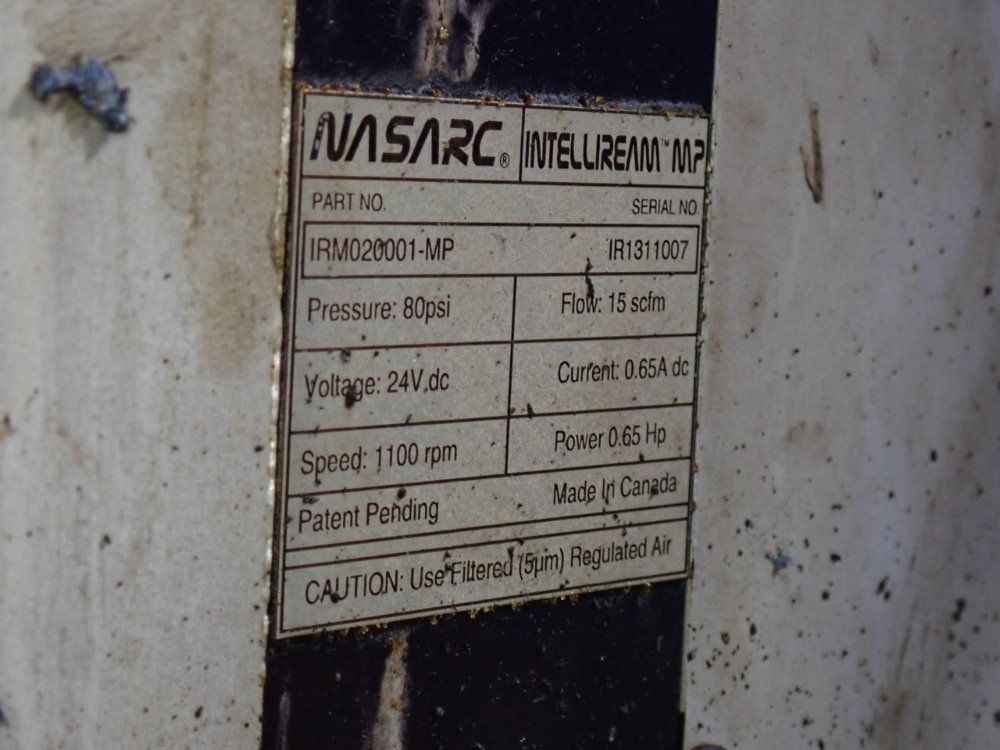 NASARC® INTELLIREAM™ MP
PART NO. SERIAL NO.
IRM020001-MP IR1311007
Pressure: 80psi Flow: 15 scfm
Voltage: 24V.dc Current: 0.65A dc
Speed: 1100 rpm Power 0.65 Hp
Patent Pending Made In Canada
CAUTION: Use Filtered (5µm) Regulated Air